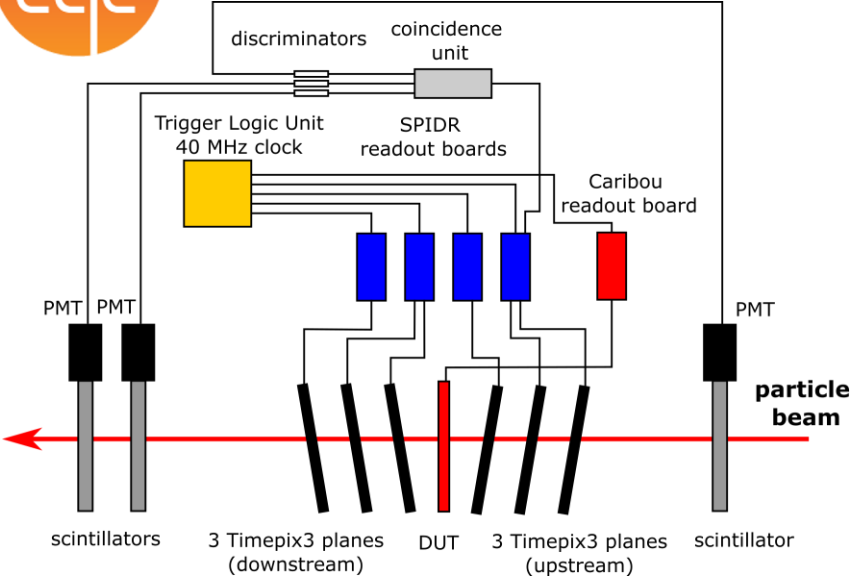 discriminators
coincidence
unit
Trigger Logic Unit
40 MHz clock
SPIDR
readout boards
Caribou
readout board
PMT
PMT
PMT
particle
beam
scintillators
3 Timepix3 planes
(downstream)
DUT
3 Timepix3 planes
(upstream)
scintillator